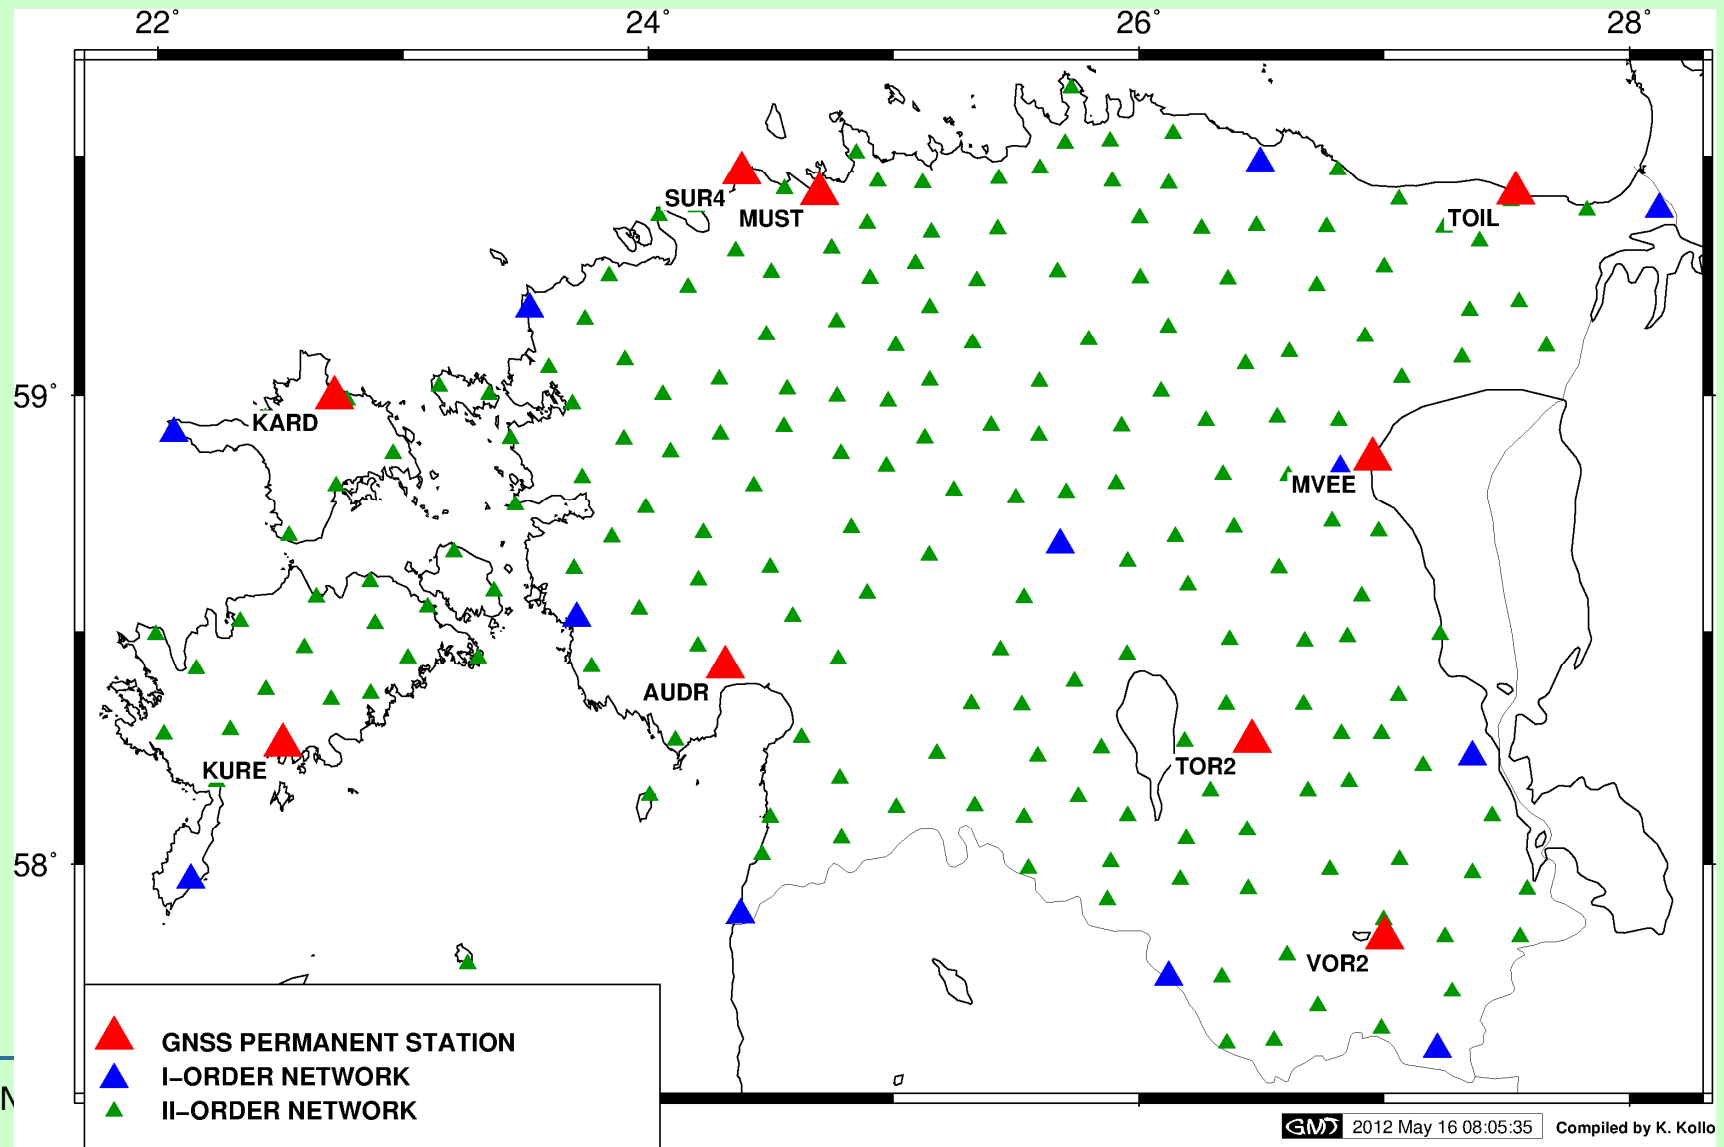 22° 24° 26° 28°
SUR4
MUST
TOIL
59°
KARD
MVEE
AUDR
TOR2
KURE
58°
VOR2
GNSS PERMANENT STATION
I-ORDER NETWORK
II-ORDER NETWORK
N
GMT 2012 May 16 08:05:35 Compiled by K. Kollo